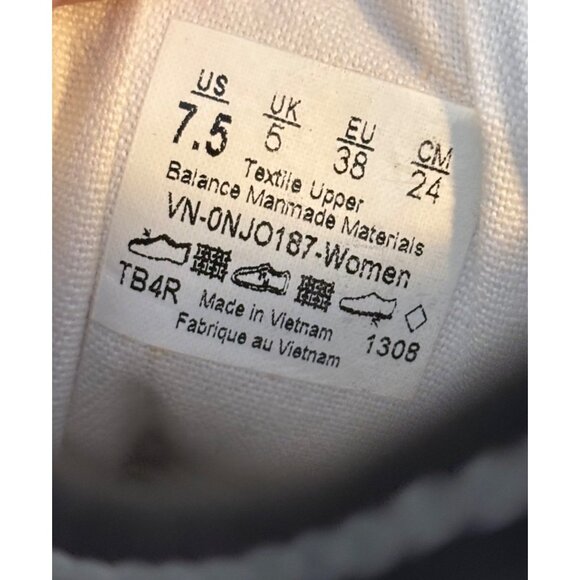 US UK EU CM
7.5 5 38 24
Textile Upper
Balance Manmade Materials
VN-0NJO187-Women
TB4R Made in Vietnam 1308
Fabrique au Vietnam